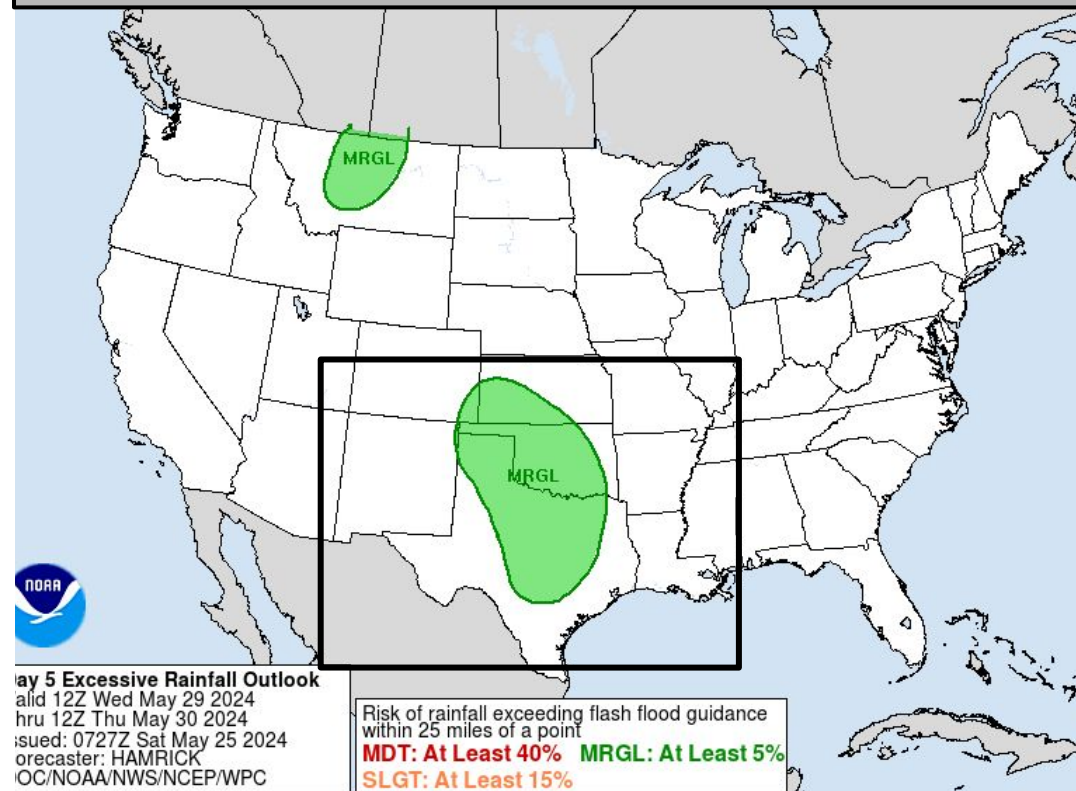 MRGL
MRGL
NOAA
ay 5 Excessive Rainfall Outlook
alid 12Z Wed May 29 2024
hru 12Z Thu May 30 2024
ssued: 0727Z Sat May 25 2024
orecaster: HAMRICK
OC/NOAA/NWS/NCEP/WPC
Risk of rainfall exceeding flash flood guidance
within 25 miles of a point
MDT: At Least 40% MRGL: At Least 5%
SLGT: At Least 15%